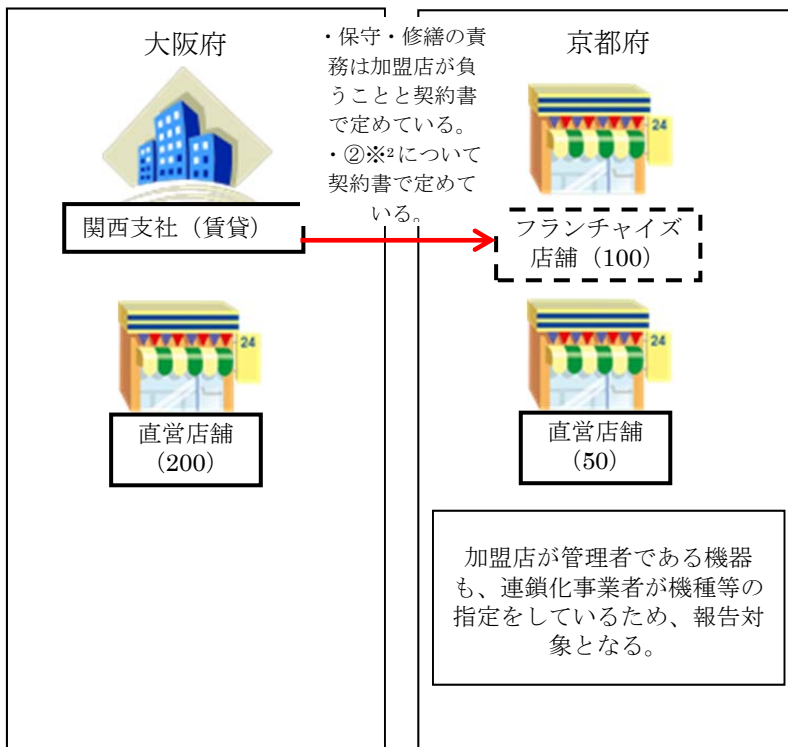 大阪府
関西支社（賃貸）
24
直営店舗
（200）
・保守・修繕の責
務は加盟店が負
うことと契約書
で定めている。
・②※2について
契約書で定めて
いる。
京都府
24
フランチャイズ
店舗（100）
24
直営店舗
（50）
加盟店が管理者である機器
も、連鎖化事業者が機種等の
指定をしているため、報告対
象となる。